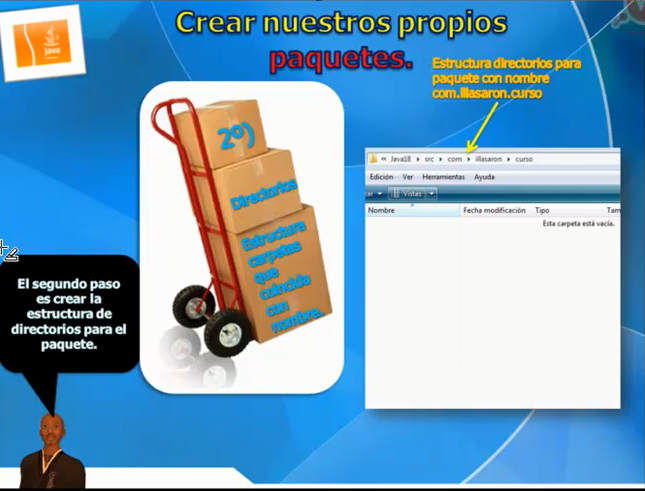 Crear nuestros propios
paquetes.
Java
Estructura directorios para
paquete con nombre
com.illasaron.curso
2º)
Directorios
Estructura
carpetas
que
coincida
con
nombre.
« Java18 ▸ src ▸ com ▸ illasaron ▸ curso
Edición Ver Herramientas Ayuda
Vistas
Nombre Fecha modificación Tipo Tam
Esta carpeta está vacía.
El segundo paso
es crear la
estructura de
directorios para el
paquete.